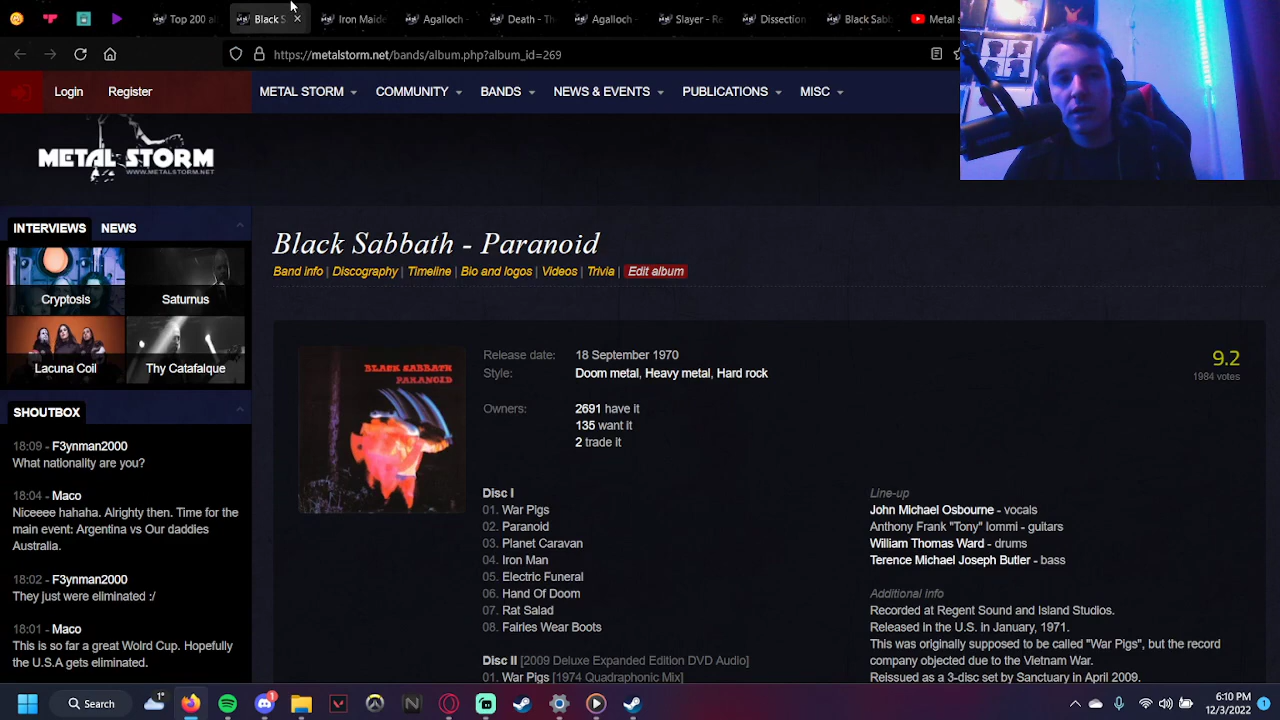 Top 200 al
Black S
Iron Maide
Agalloch -
Death - Th
Agalloch -
Slayer - Re
Dissection
Black Sabb
Metal s
https://metalstorm.net/bands/album.php?album_id=269
Login
Register
METAL STORM
COMMUNITY
BANDS
NEWS & EVENTS
PUBLICATIONS
MISC
METAL STORM
WWW.METALSTORM.NET
INTERVIEWS
NEWS
Cryptosis
Saturnus
Lacuna Coil
Thy Catafalque
SHOUTBOX
18:09 - F3ynman2000
What nationality are you?
18:04 - Maco
Niceeee hahaha. Alrighty then. Time for the
main event: Argentina vs Our daddies
Australia.
18:02 - F3ynman2000
They just were eliminated :/
18:01 - Maco
This is so far a great Wolrd Cup. Hopefully
the U.S.A gets eliminated.
Black Sabbath - Paranoid
Band info | Discography | Timeline | Bio and logos | Videos | Trivia | Edit album
BLACK SABBATH
PARANOID
Release date: 18 September 1970
Style: Doom metal, Heavy metal, Hard rock
Owners: 2691 have it
135 want it
2 trade it
9.2
1984 votes
Disc I
01. War Pigs
02. Paranoid
03. Planet Caravan
04. Iron Man
05. Electric Funeral
06. Hand Of Doom
07. Rat Salad
08. Fairies Wear Boots
Disc II [2009 Deluxe Expanded Edition DVD Audio]
01. War Pigs [1974 Quadraphonic Mix]
Line-up
John Michael Osbourne - vocals
Anthony Frank "Tony" Iommi - guitars
William Thomas Ward - drums
Terence Michael Joseph Butler - bass
Additional info
Recorded at Regent Sound and Island Studios.
Released in the U.S. in January, 1971.
This was originally supposed to be called "War Pigs", but the record
company objected due to the Vietnam War.
Reissued as a 3-disc set by Sanctuary in April 2009.
Search
1
6:10 PM
12/3/2022
1